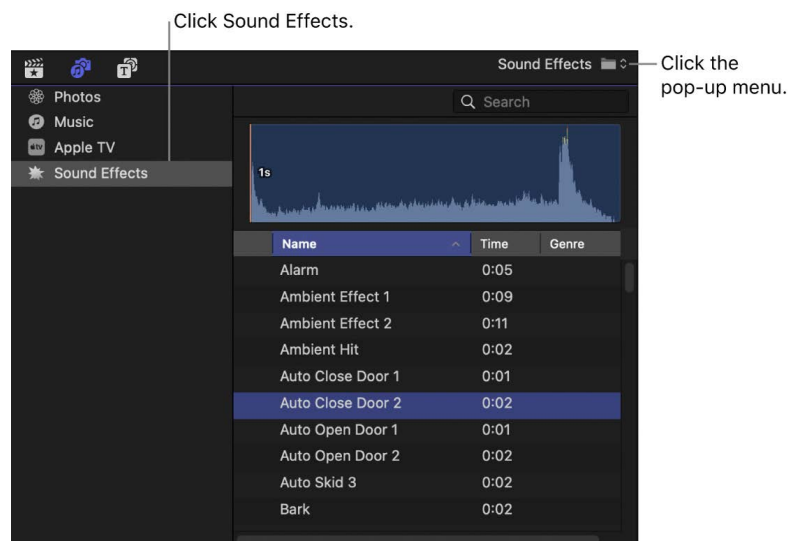 Click Sound Effects.
Sound Effects
Click the
pop-up menu.
T
Photos
Search
Music
tv
Apple TV
Sound Effects
1s
Name Time Genre
Alarm 0:05
Ambient Effect 1 0:09
Ambient Effect 2 0:11
Ambient Hit 0:02
Auto Close Door 1 0:01
Auto Close Door 2 0:02
Auto Open Door 1 0:01
Auto Open Door 2 0:02
Auto Skid 3 0:02
Bark 0:02